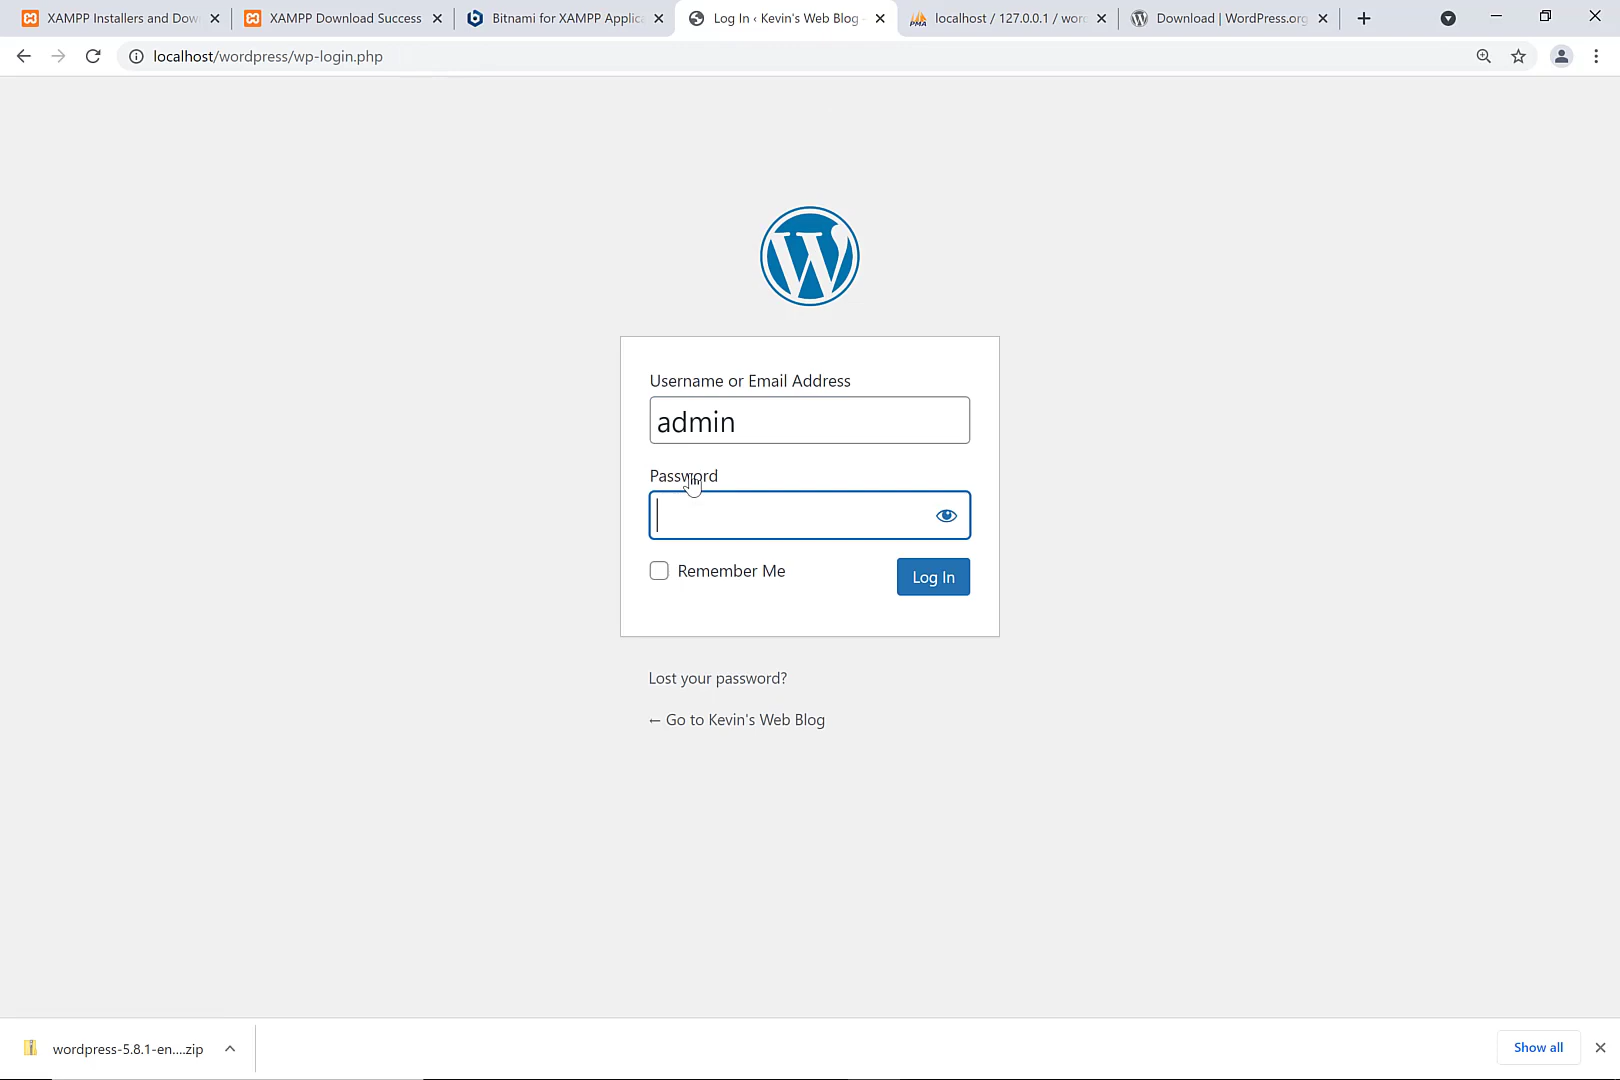 XAMPP Installers and Dow
XAMPP Download Success
Bitnami for XAMPP Applica
Log In ‹ Kevin's Web Blog
localhost / 127.0.0.1 / wor
Download | WordPress.org
localhost/wordpress/wp-login.php
Username or Email Address
admin
Password
Remember Me
Log In
Lost your password?
← Go to Kevin's Web Blog
wordpress-5.8.1-en....zip
Show all